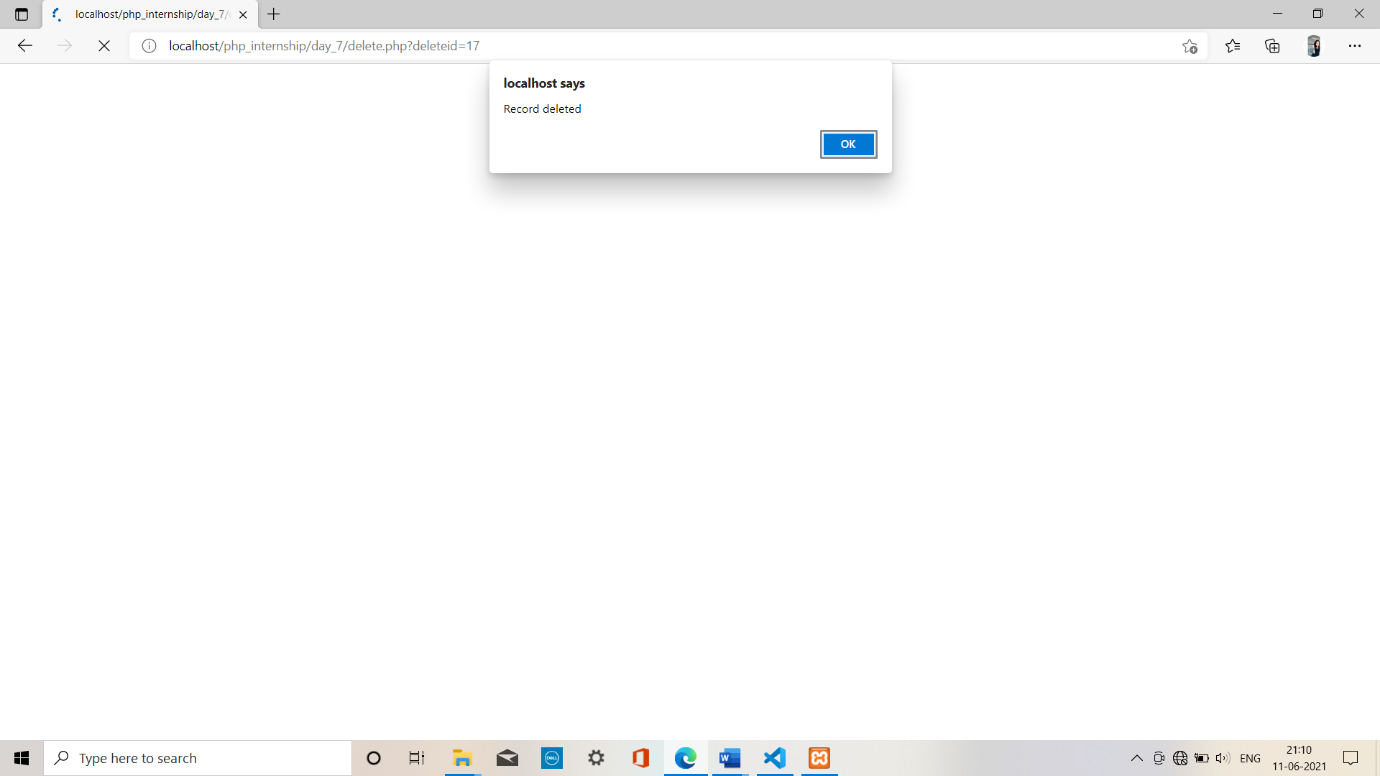 localhost/php_internship/day_7/
localhost/php_internship/day_7/delete.php?deleteid=17
localhost says
Record deleted
OK
Type here to search
DELL
W
ENG
21:10
11-06-2021